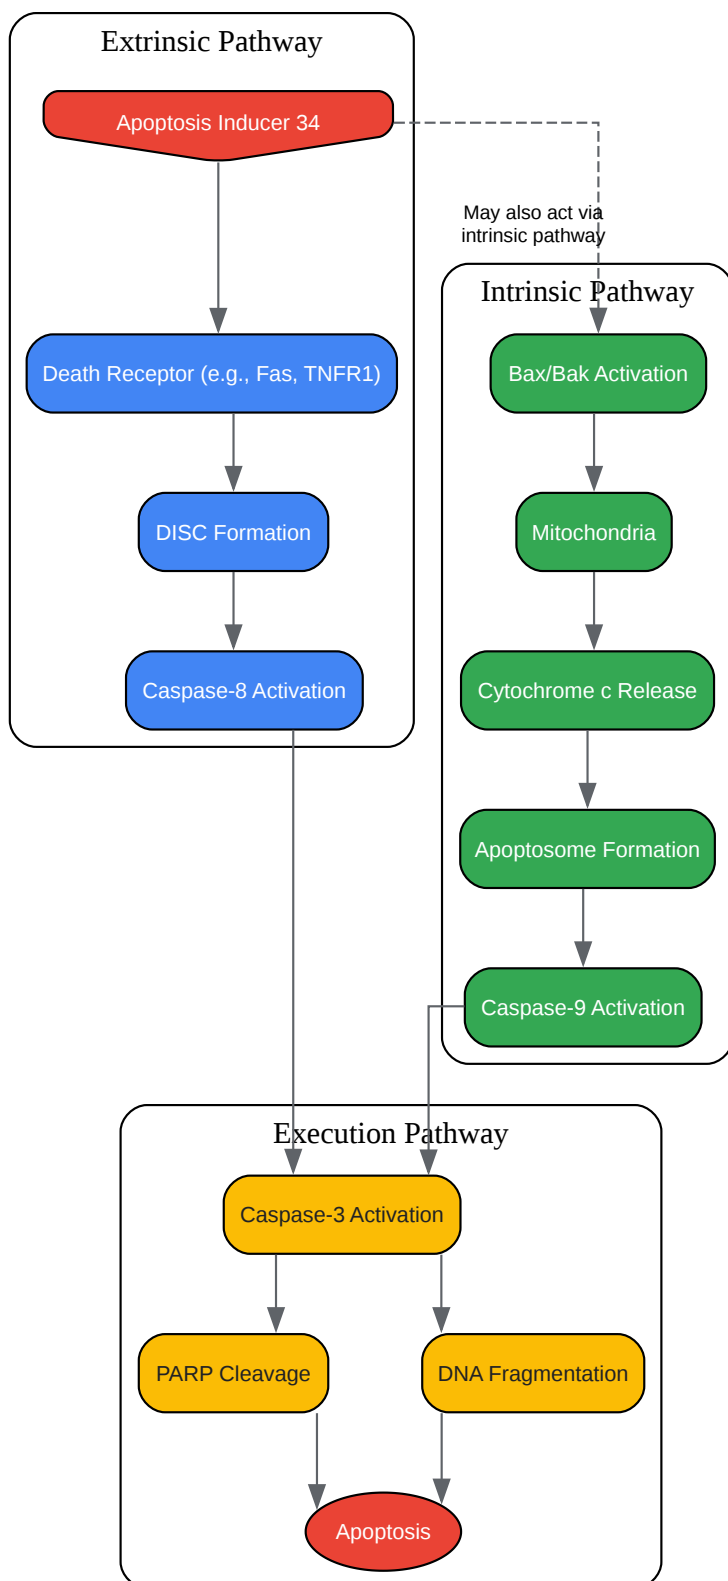 Extrinsic Pathway
Apoptosis Inducer 34
May also act via
intrinsic pathway
Intrinsic Pathway
Death Receptor (e.g., Fas, TNFR1)
Bax/Bak Activation
DISC Formation
Mitochondria
Caspase-8 Activation
Cytochrome c Release
Apoptosome Formation
Caspase-9 Activation
Execution Pathway
Caspase-3 Activation
PARP Cleavage
DNA Fragmentation
Apoptosis